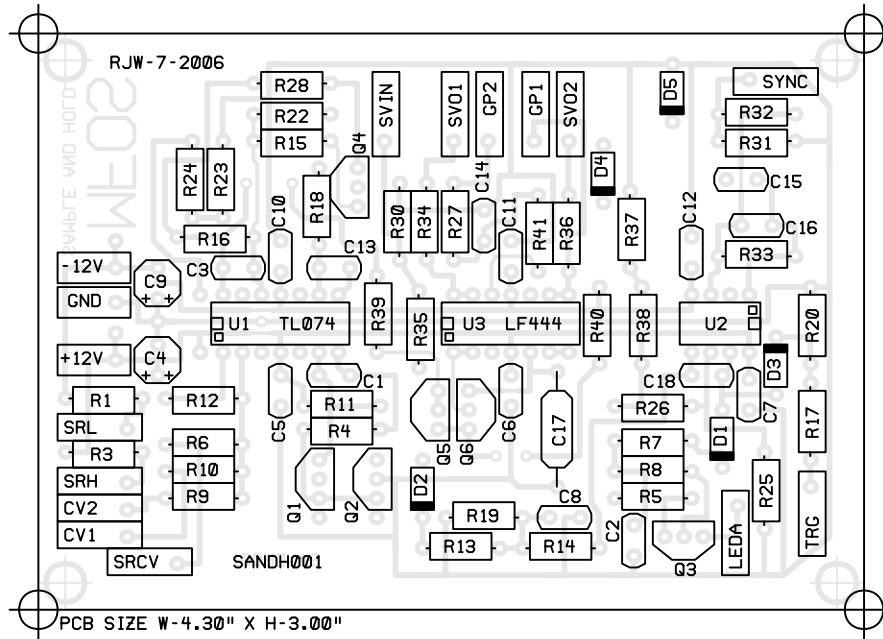 RJW-7-2006
SAMPLE AND HOLD
MFOS
R28
R22
R15
SVIN
SVO1
GP2
GP1
SVO2
D5
SYNC
R32
R31
Q4
R24
R23
R18
C10
R30
R34
R27
C14
C11
R41
R36
D4
R37
C12
C15
C16
R33
R16
C3
C13
-12V
C9
GND
U1 TL074
R39
R35
U3 LF444
R40
R38
U2
R20
+12V
C4
D3
R1
R12
C5
C1
R11
R4
Q5
Q6
C6
C17
C18
C7
R26
D1
R17
SRL
R3
R6
R10
R9
SRH
CV2
CV1
Q1
Q2
D2
R7
R8
R5
R25
TRG
R19
C8
C2
R13
R14
Q3
LEDA
SRCV
SANDH001
PCB SIZE W-4.30" X H-3.00"